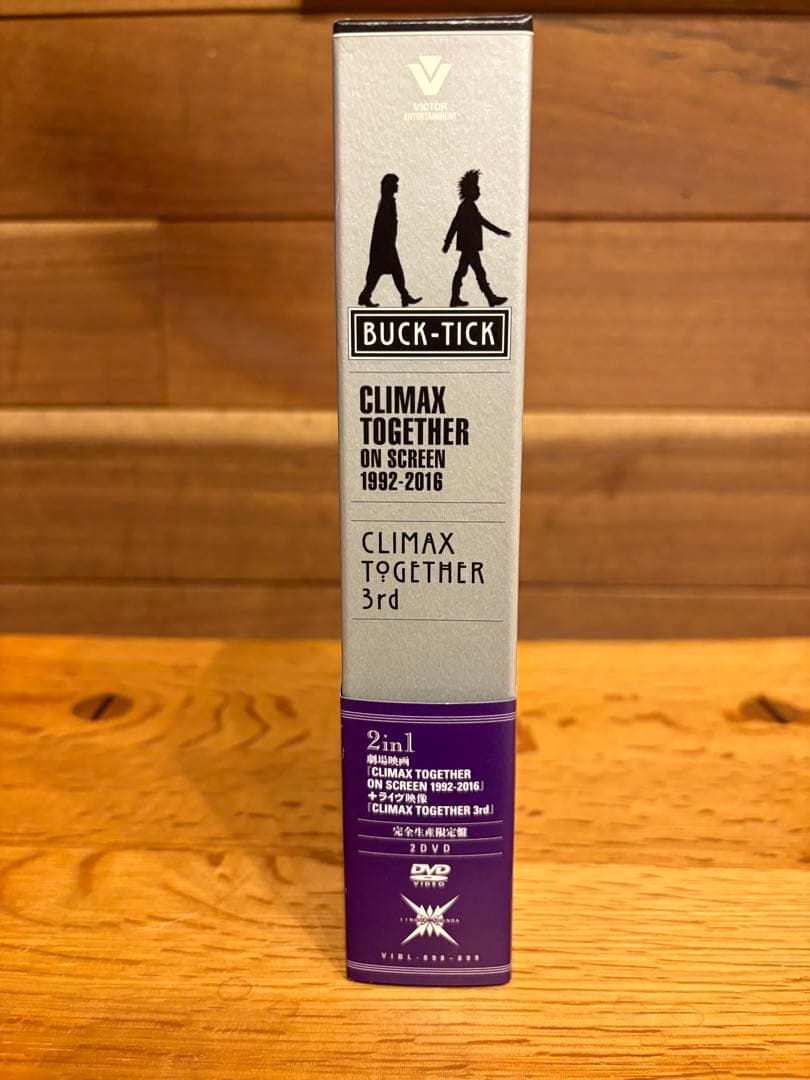 VICTOR
ENTERTAINMENT
BUCK-TICK
CLIMAX
TOGETHER
ON SCREEN
1992-2016
CLIMAX
TOGETHER
3rd
2in1
劇場映画
『CLIMAX TOGETHER
ON SCREEN 1992-2016』
+ライヴ映像
『CLIMAX TOGETHER 3rd』
完全生産限定盤
2DVD
DVD
VIDEO